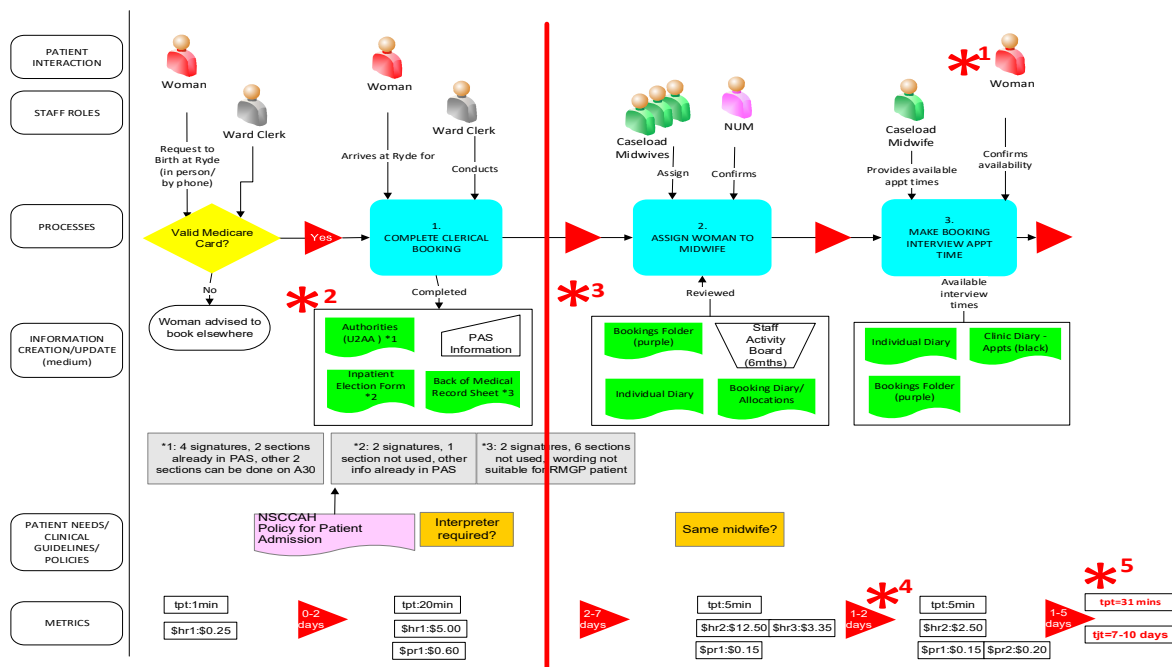 PATIENT
INTERACTION
Woman
Woman
*1
Woman
STAFF ROLES
Ward Clerk
Ward Clerk
Caseload
Midwives
NUM
Caseload
Midwife
Request to
Birth at Ryde
(in person/
by phone)
Arrives at Ryde for
Conducts
Assign
Confirms
Provides available
appt times
Confirms
availability
PROCESSES
Valid Medicare
Card?
Yes
1.
COMPLETE CLERICAL
BOOKING
2.
ASSIGN WOMAN TO
MIDWIFE
3.
MAKE BOOKING
INTERVIEW APPT
TIME
No
Completed
Reviewed
Available
interview
times
*2
*3
INFORMATION
CREATION/UPDATE
(medium)
Woman advised to
book elsewhere
Authorities
(U2AA ) *1
PAS
Information
Inpatient
Election Form
*2
Back of Medical
Record Sheet *3
Bookings Folder
(purple)
Staff
Activity
Board
(6mths)
Individual Diary
Booking Diary/
Allocations
Individual Diary
Clinic Diary -
Appts (black)
Bookings Folder
(purple)
*1: 4 signatures, 2 sections
already in PAS, other 2
sections can be done on A30
*2: 2 signatures, 1
section not used, other
info already in PAS
*3: 2 signatures, 6 sections
not used, wording not
suitable for RMGP patient
PATIENT NEEDS/
CLINICAL
GUIDELINES/
POLICIES
NSCCAH
Policy for Patient
Admission
Interpreter
required?
Same midwife?
*4
*5
METRICS
tpt:1min
$hr1:$0.25
0-2
days
tpt:20min
$hr1:$5.00
$pr1:$0.60
2-7
days
tpt:5min
$hr2:$12.50
$hr3:$3.35
$pr1:$0.15
1-2
days
tpt:5min
$hr2:$2.50
$pr1:$0.15
$pr2:$0.20
1-5
days
tpt=31 mins
tjt=7-10 days